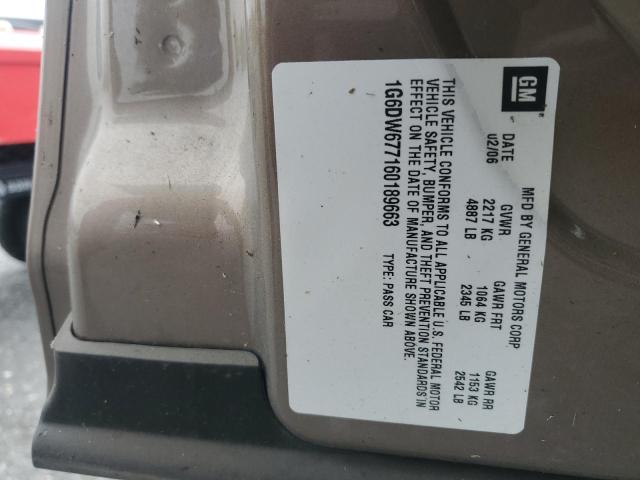 GM
MFD BY GENERAL MOTORS CORP
DATE GVWR GAWR FRT GAWR RR
02/06 2217 KG 1064 KG 1153 KG
4887 LB 2345 LB 2542 LB
THIS VEHICLE CONFORMS TO ALL APPLICABLE U.S. FEDERAL MOTOR
VEHICLE SAFETY, BUMPER, AND THEFT PREVENTION STANDARDS IN
EFFECT ON THE DATE OF MANUFACTURE SHOWN ABOVE.
1G6DW677160189663 TYPE: PASS CAR